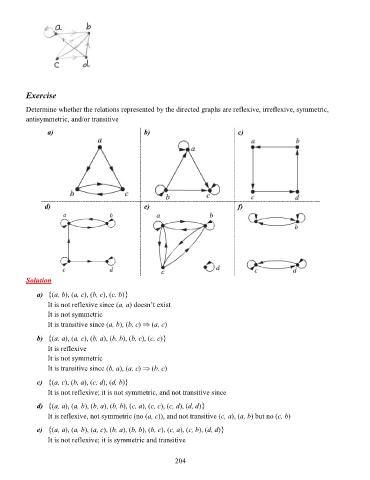 a b
c d
Exercise
Determine whether the relations represented by the directed graphs are reflexive, irreflexive, symmetric,
antisymmetric, and/or transitive
a) b) c)
a a a b
b c b c c d
d) e) f)
a b a b b
c d c d c d
Solution
a) {(a, b), (a, c), (b, c), (c, b)}
It is not reflexive since (a, a) doesn't exist
It is not symmetric
It is transitive since (a, b), (b, c) ⇒ (a, c)
b) {(a, a), (a, c), (b, a), (b, b), (b, c), (c, c)}
It is reflexive
It is not symmetric
It is transitive since (b, a), (a, c) ⇒ (b, c)
c) {(a, c), (b, a), (c, d), (d, b)}
It is not reflexive; it is not symmetric, and not transitive since
d) {(a, a), (a, b), (b, a), (b, b), (c, a), (c, c), (c, d), (d, d)}
It is reflexive, not symmetric (no (a, c)), and not transitive (c, a), (a, b) but no (c, b)
e) {(a, a), (a, b), (a, c), (b, a), (b, b), (b, c), (c, a), (c, b), (d, d)}
It is not reflexive; it is symmetric and transitive
204